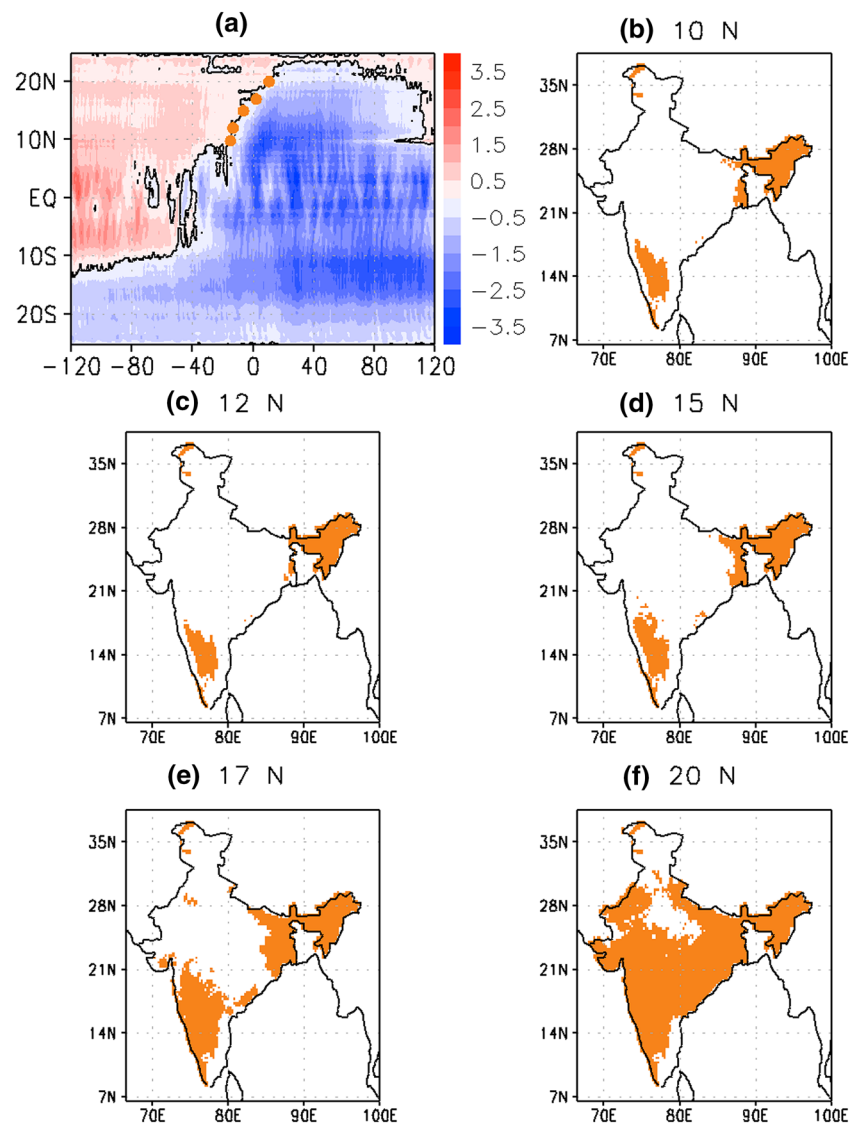 (a)
20N
10N
EQ
10S
20S
-120 -80 -40 0 40 80 120
3.5
2.5
1.5
0.5
-0.5
-1.5
-2.5
-3.5
(b) 10 N
35N
28N
21N
14N
7N
70E 80E 90E 100E
(c) 12 N
35N
28N
21N
14N
7N
70E 80E 90E 100E
(d) 15 N
35N
28N
21N
14N
7N
70E 80E 90E 100E
(e) 17 N
35N
28N
21N
14N
7N
70E 80E 90E 100E
(f) 20 N
35N
28N
21N
14N
7N
70E 80E 90E 100E